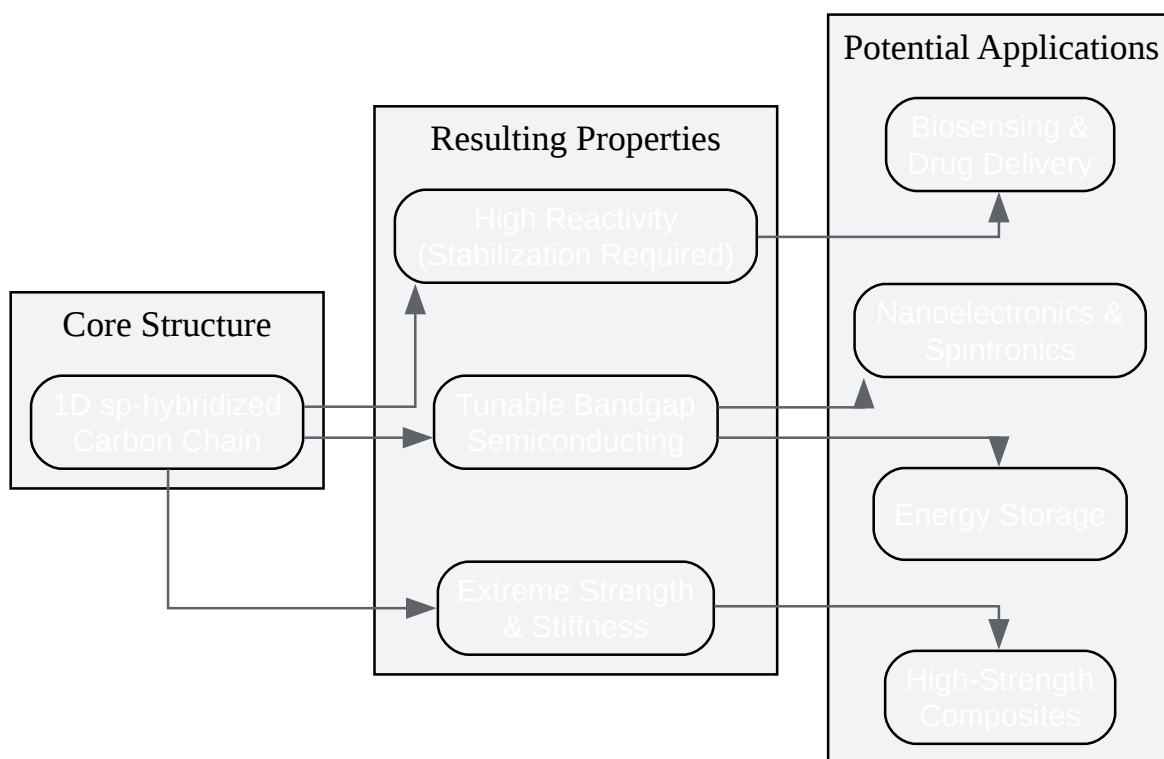 Core Structure
1D sp-hybridized
Carbon Chain
Resulting Properties
High Reactivity
(Stabilization Required)
Tunable Bandgap
Semiconducting
Extreme Strength
& Stiffness
Potential Applications
Biosensing &
Drug Delivery
Nanoelectronics &
Spintronics
Energy Storage
High-Strength
Composites